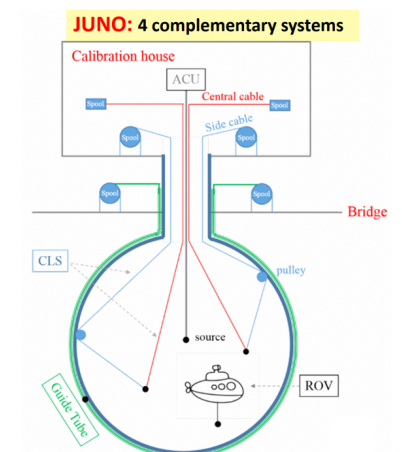 JUNO: 4 complementary systems
Calibration house
ACU
Central cable
Spool
Spool
Side cable
Spool
Spool
Spool
Spool
Bridge
CLS
pulley
source
ROV
Guide Tube